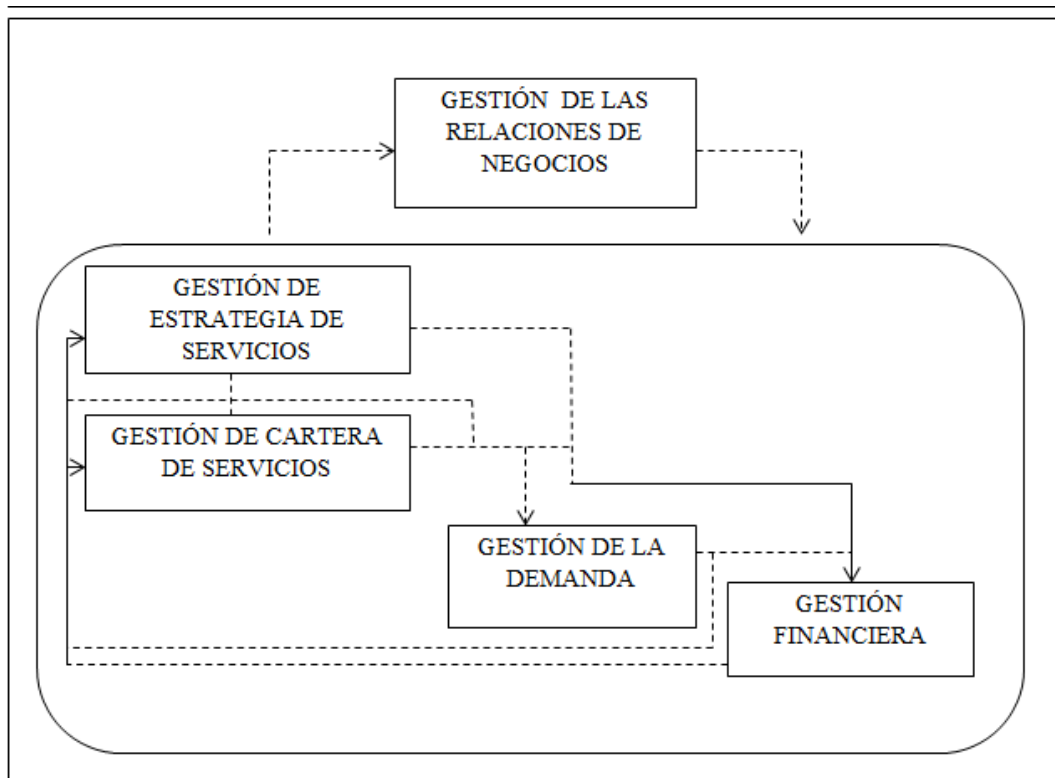 GESTIÓN DE LAS
RELACIONES DE
NEGOCIOS
GESTIÓN DE
ESTRATEGIA DE
SERVICIOS
GESTIÓN DE CARTERA
DE SERVICIOS
GESTIÓN DE LA
DEMANDA
GESTIÓN
FINANCIERA